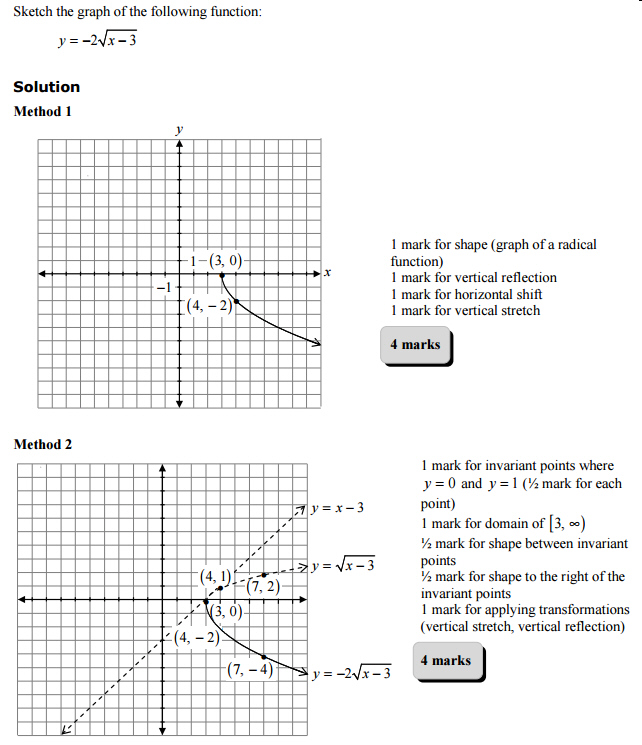 Sketch the graph of the following function:
y = −2√x − 3
Solution
Method 1
y
1 (3, 0)
x
−1
(4, − 2)
1 mark for shape (graph of a radical
function)
1 mark for vertical reflection
1 mark for horizontal shift
1 mark for vertical stretch
4 marks
Method 2
y = x − 3
y = √x − 3
(4, 1)
(7, 2)
(3, 0)
(4, − 2)
(7, − 4)
y = −2√x − 3
1 mark for invariant points where
y = 0 and y = 1 (½ mark for each
point)
1 mark for domain of [3, ∞)
½ mark for shape between invariant
points
½ mark for shape to the right of the
invariant points
1 mark for applying transformations
(vertical stretch, vertical reflection)
4 marks